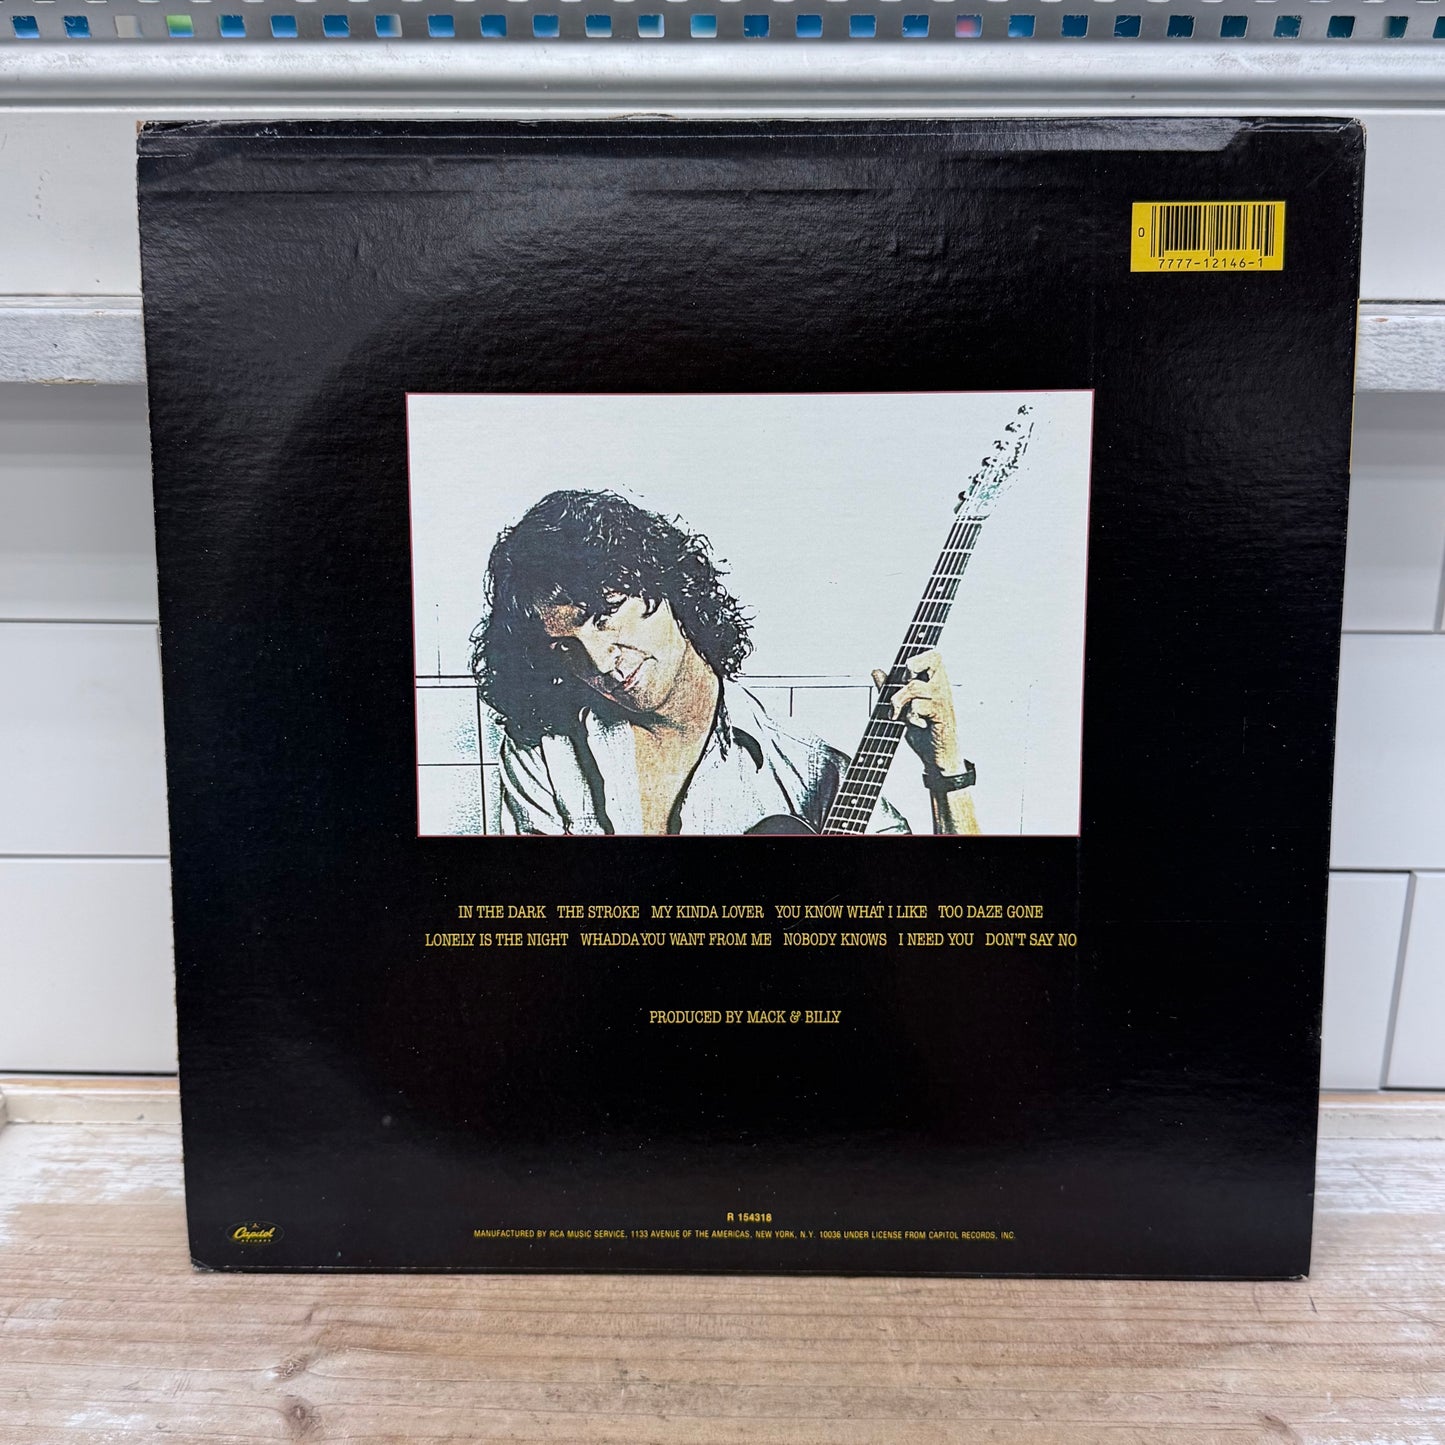 0
7777-12146-1
IN THE DARK THE STROKE MY KINDA LOVER YOU KNOW WHAT I LIKE TOO DAZE GONE
LONELY IS THE NIGHT WHADDAYOU WANT FROM ME NOBODY KNOWS I NEED YOU DON'T SAY NO
PRODUCED BY MACK & BILLY
R 154318
Capitol
RECORDS
MANUFACTURED BY RCA MUSIC SERVICE, 1133 AVENUE OF THE AMERICAS, NEW YORK, N.Y. 10036 UNDER LICENSE FROM CAPITOL RECORDS, INC.